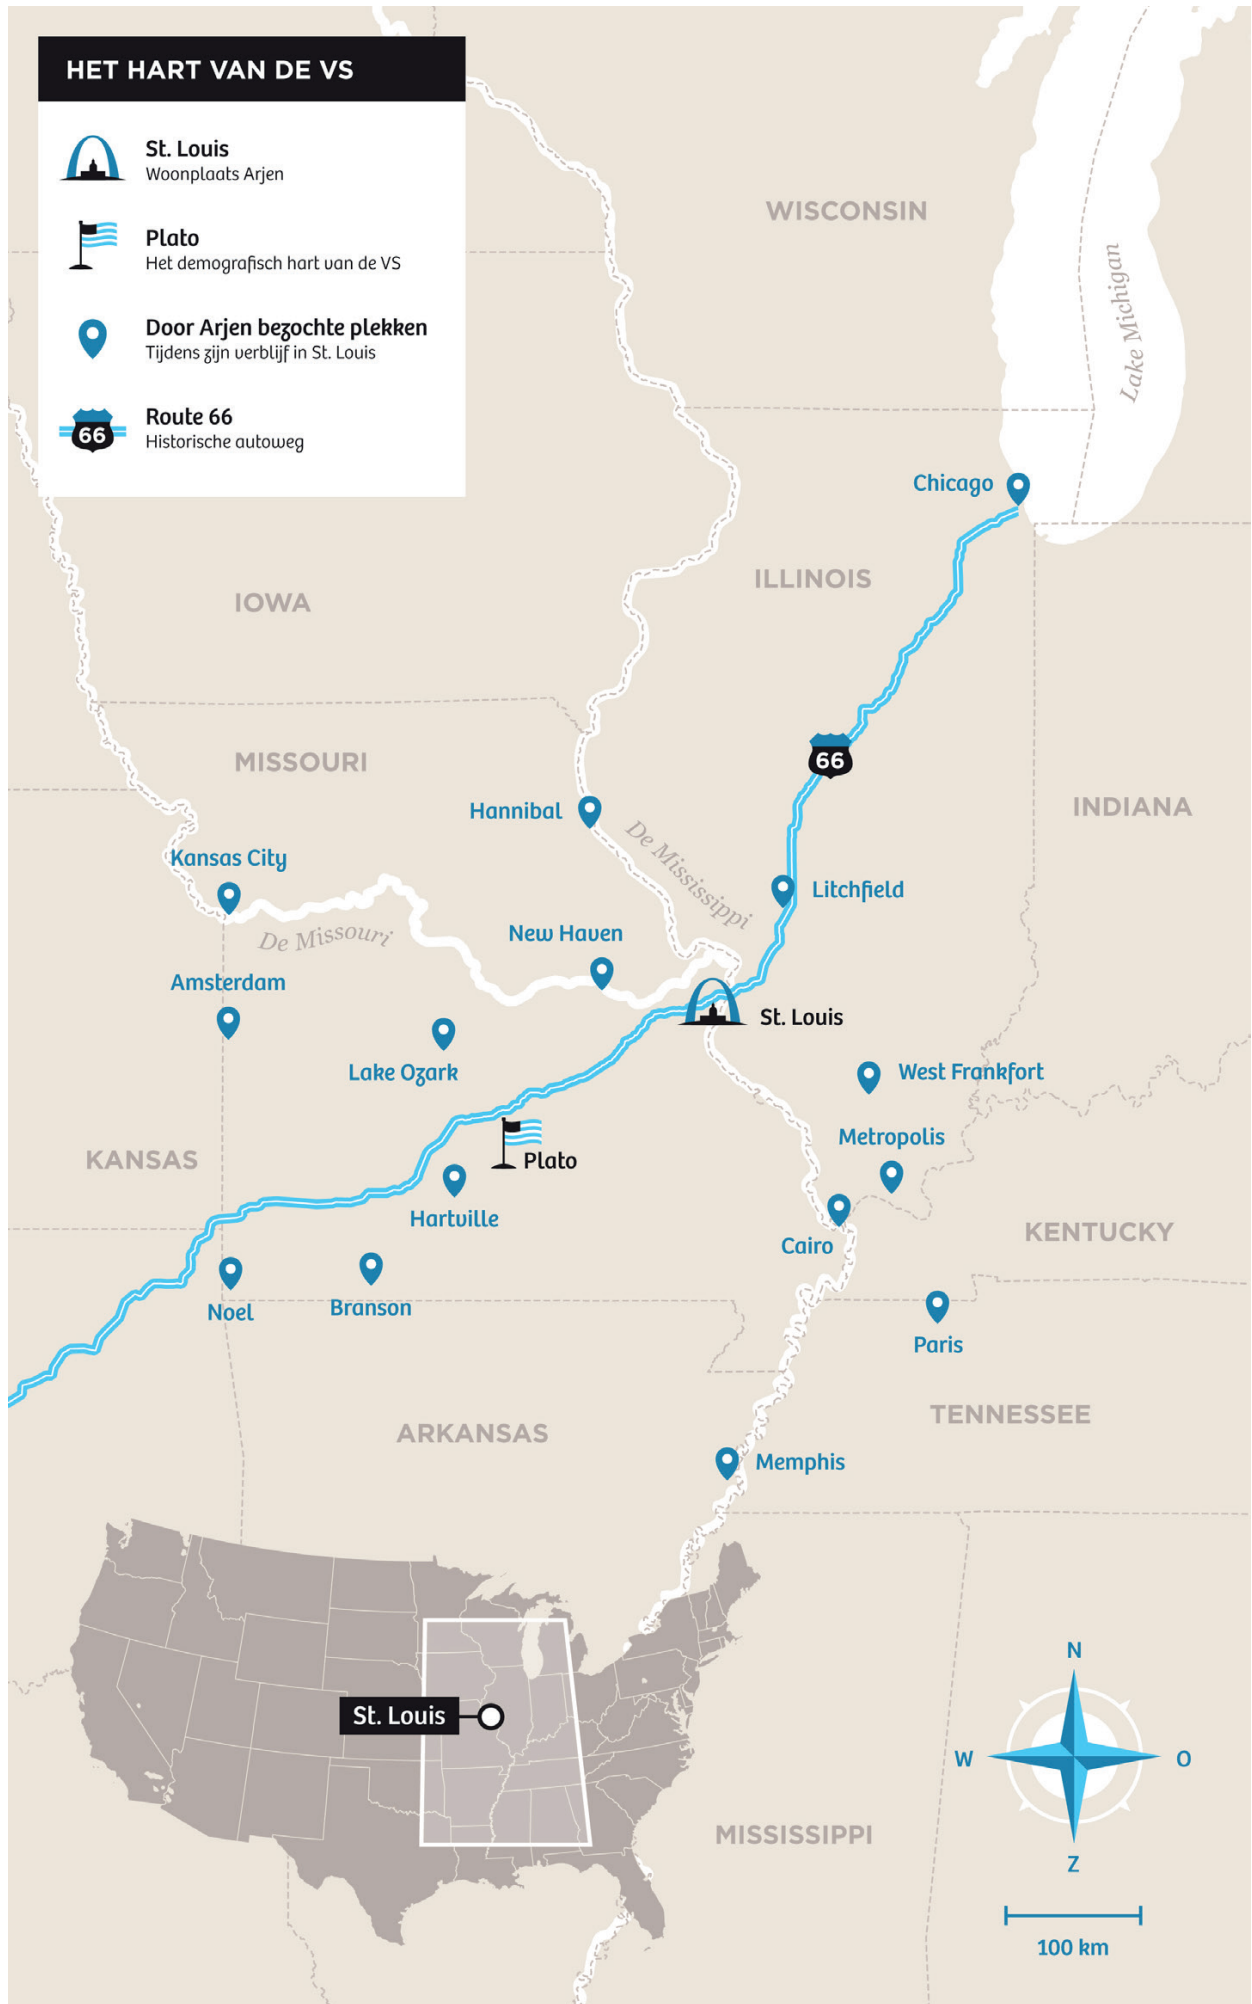 HET HART VAN DE VS
St. Louis
Woonplaats Arjen
Plato
Het demografisch hart van de VS
Door Arjen bezochte plekken
Tijdens zijn verblijf in St. Louis
66
Route 66
Historische autoweg
WISCONSIN
Lake Michigan
Chicago
ILLINOIS
IOWA
MISSOURI
66
INDIANA
Hannibal
De Mississippi
Kansas City
Litchfield
De Missouri
New Haven
Amsterdam
St. Louis
Lake Ozark
West Frankfort
Metropolis
KANSAS
Plato
Hartville
KENTUCKY
Cairo
Noel
Branson
Paris
TENNESSEE
ARKANSAS
Memphis
St. Louis
N
W
O
Z
MISSISSIPPI
100 km